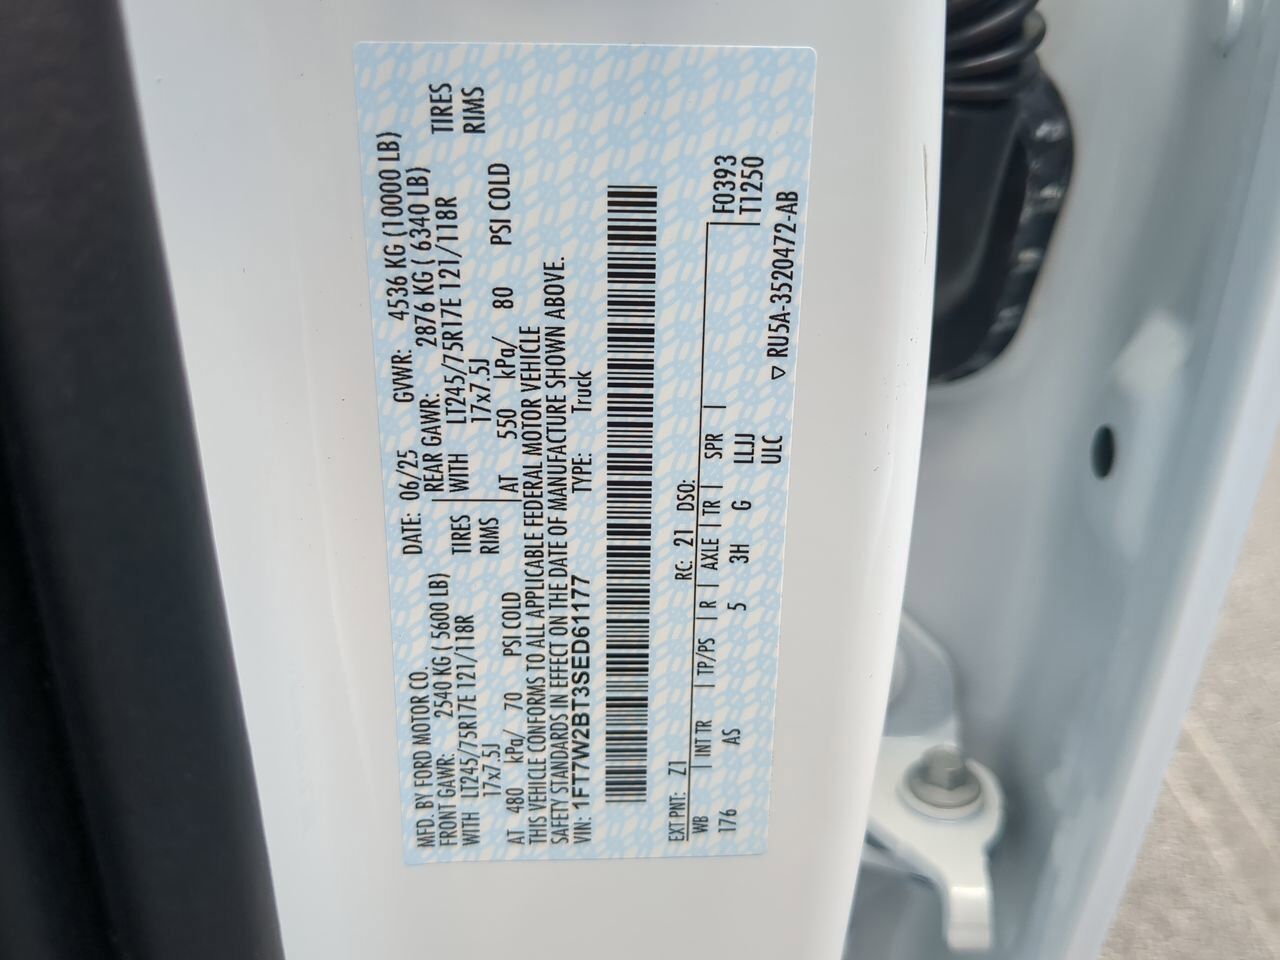 MFD. BY FORD MOTOR CO.
DATE: 06/25 GVWR: 4536 KG (10000 LB)
FRONT GAWR: 2540 KG ( 5600 LB) REAR GAWR: 2876 KG ( 6340 LB)
WITH LT245/75R17E 121/118R TIRES WITH LT245/75R17E 121/118R TIRES
17x7.5J RIMS 17x7.5J RIMS
AT 480 kPa/ 70 PSI COLD AT 550 kPa/ 80 PSI COLD
THIS VEHICLE CONFORMS TO ALL APPLICABLE FEDERAL MOTOR VEHICLE
SAFETY STANDARDS IN EFFECT ON THE DATE OF MANUFACTURE SHOWN ABOVE.
VIN: 1FT7W2BT3SED61177 TYPE: Truck
EXT PNT: Z1 RC: 21 DSO:
WB | INT TR | TP/PS | R | AXLE | TR | SPR | F0393
176 AS 5 3H G LLJJ T1250
ULC ▽ RU5A-3520472-AB